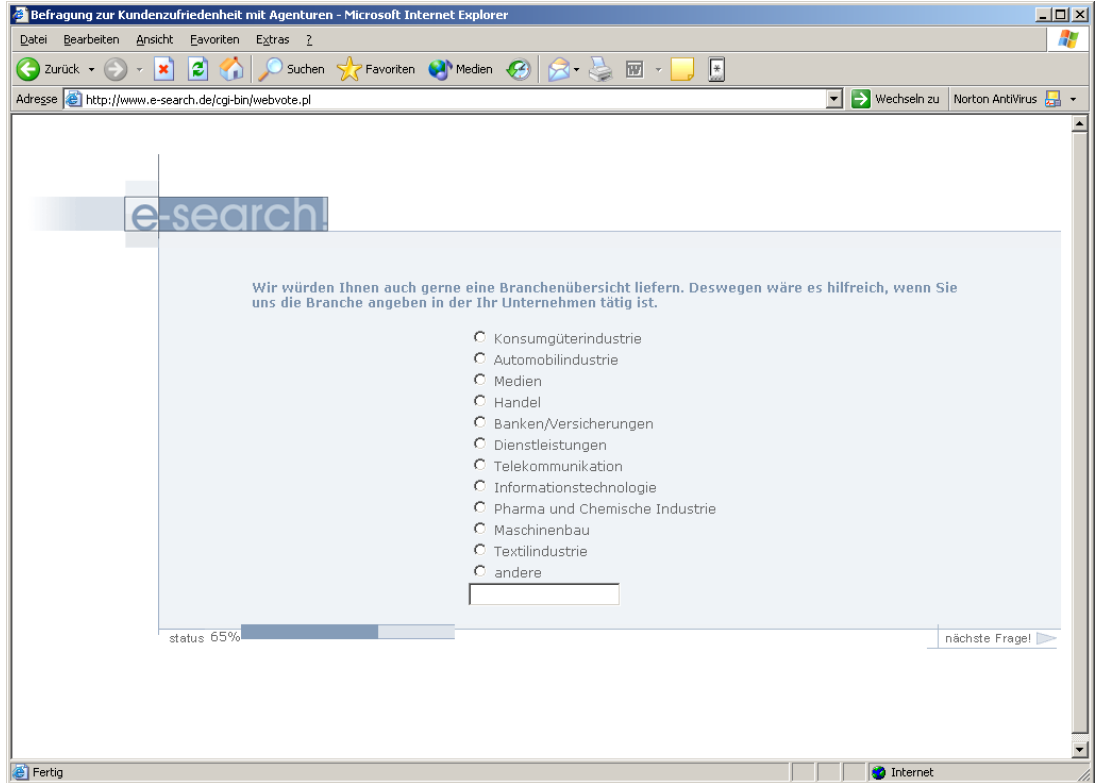 Befragung zur Kundenzufriedenheit mit Agenturen - Microsoft Internet Explorer
Datei Bearbeiten Ansicht Favoriten Extras ?
Zurück Suchen Favoriten Medien
Adresse http://www.e-search.de/cgi-bin/webvote.pl Wechseln zu Norton AntiVirus
e-search!
Wir würden Ihnen auch gerne eine Branchenübersicht liefern. Deswegen wäre es hilfreich, wenn Sie
uns die Branche angeben in der Ihr Unternehmen tätig ist.
Konsumgüterindustrie
Automobilindustrie
Medien
Handel
Banken/Versicherungen
Dienstleistungen
Telekommunikation
Informationstechnologie
Pharma und Chemische Industrie
Maschinenbau
Textilindustrie
andere
status 65% nächste Frage!
Fertig Internet